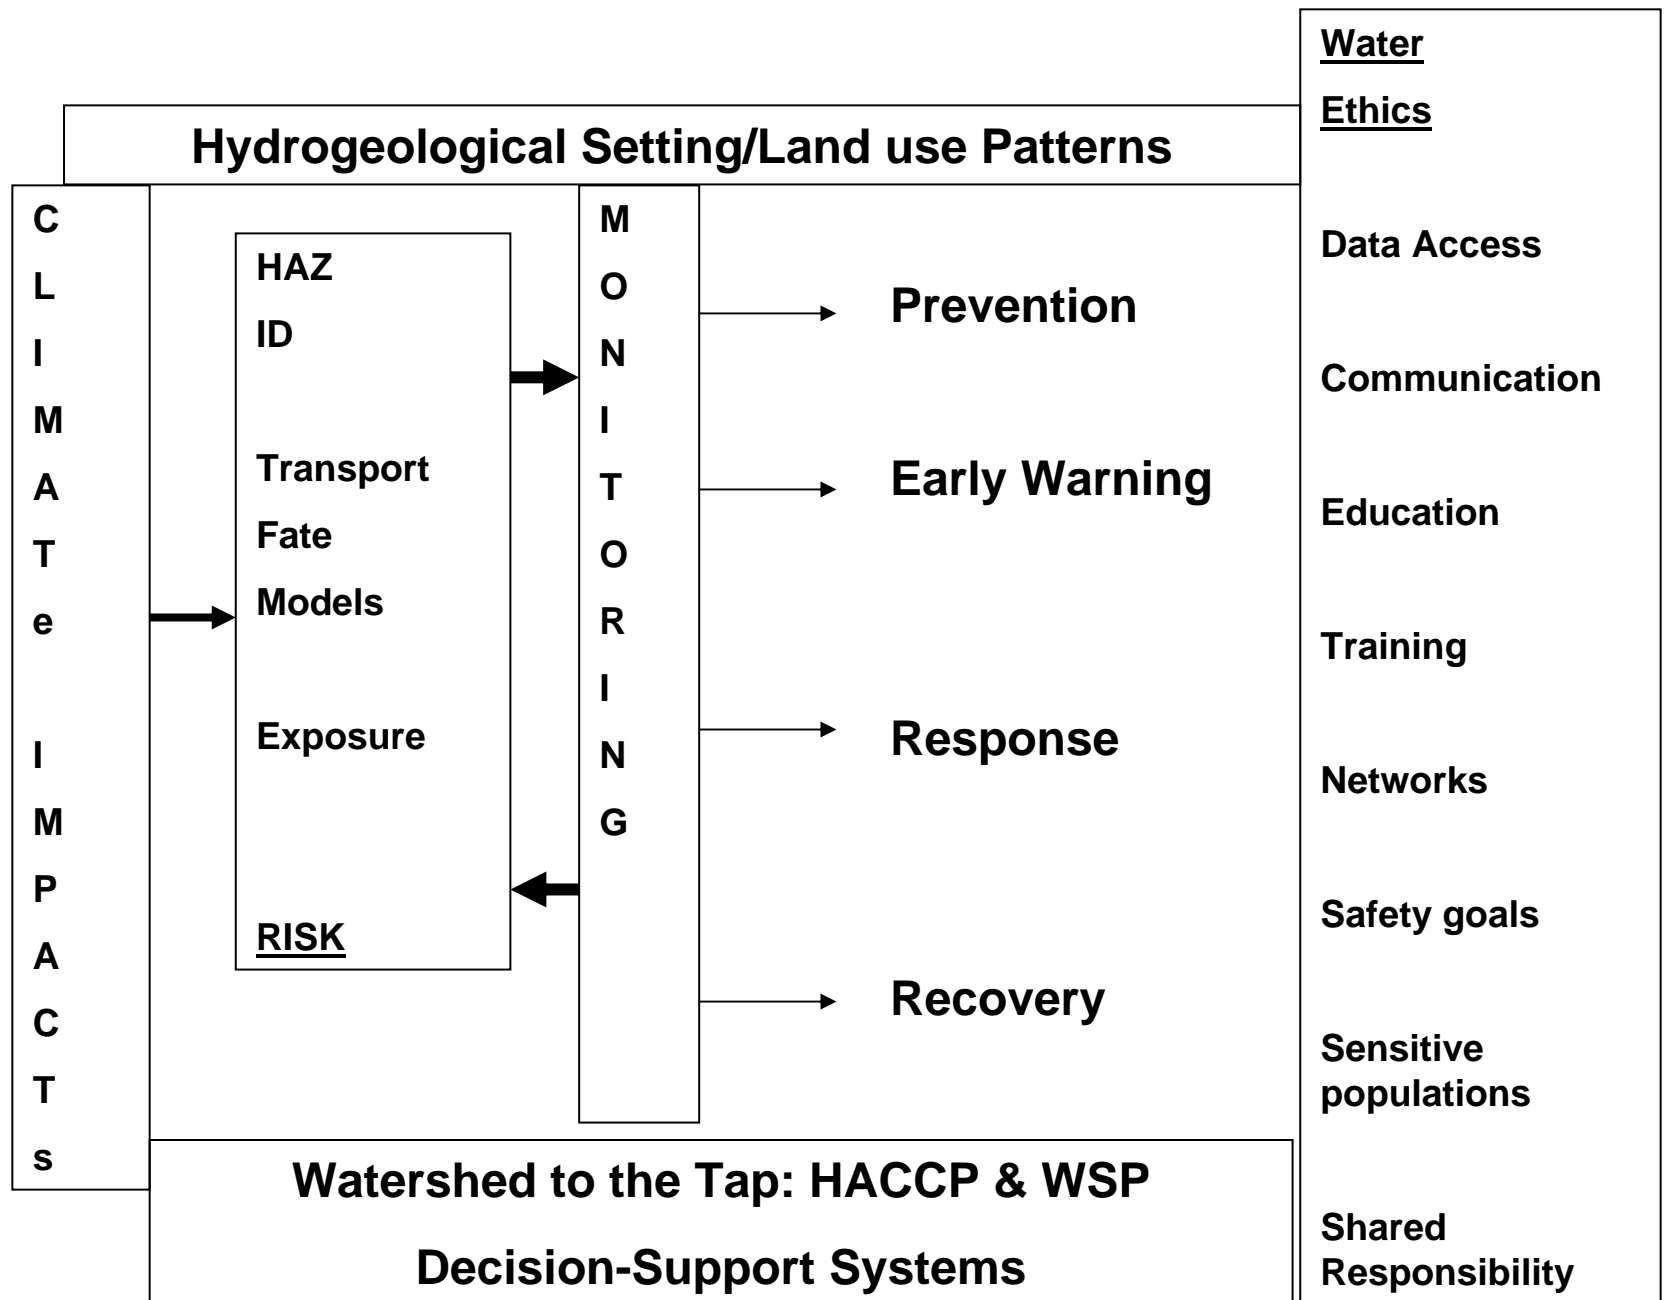 Hydrogeological Setting/Land use Patterns
C
L
I
M
A
T
e
I
M
P
A
C
T
s
HAZ
ID
Transport
Fate
Models
Exposure
RISK
M
O
N
I
T
O
R
I
N
G
Prevention
Early Warning
Response
Recovery
Watershed to the Tap: HACCP & WSP
Decision-Support Systems
Water
Ethics
Data Access
Communication
Education
Training
Networks
Safety goals
Sensitive
populations
Shared
Responsibility